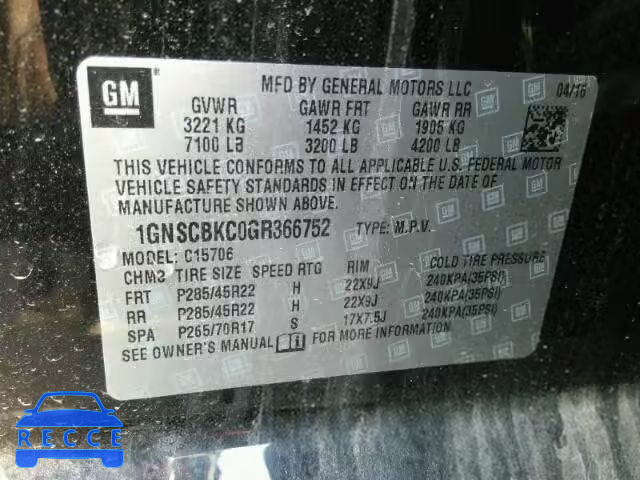 GM
MFD BY GENERAL MOTORS LLC 04/16
GVWR GAWR FRT GAWR RR
3221 KG 1452 KG 1905 KG
7100 LB 3200 LB 4200 LB
THIS VEHICLE CONFORMS TO ALL APPLICABLE U.S. FEDERAL MOTOR
VEHICLE SAFETY STANDARDS IN EFFECT ON THE DATE OF
MANUFACTURE SHOWN ABOVE.
1GNSCBKC0GR366752 TYPE: M.P.V.
MODEL: C15706
CHM3 TIRE SIZE SPEED RTG RIM COLD TIRE PRESSURE
FRT P285/45R22 H 22X9J 240KPA(35PSI)
RR P285/45R22 H 22X9J 240KPA(35PSI)
SPA P265/70R17 S 17X7.5J 240KPA(35PSI)
SEE OWNER'S MANUAL FOR MORE INFORMATION
RECCE